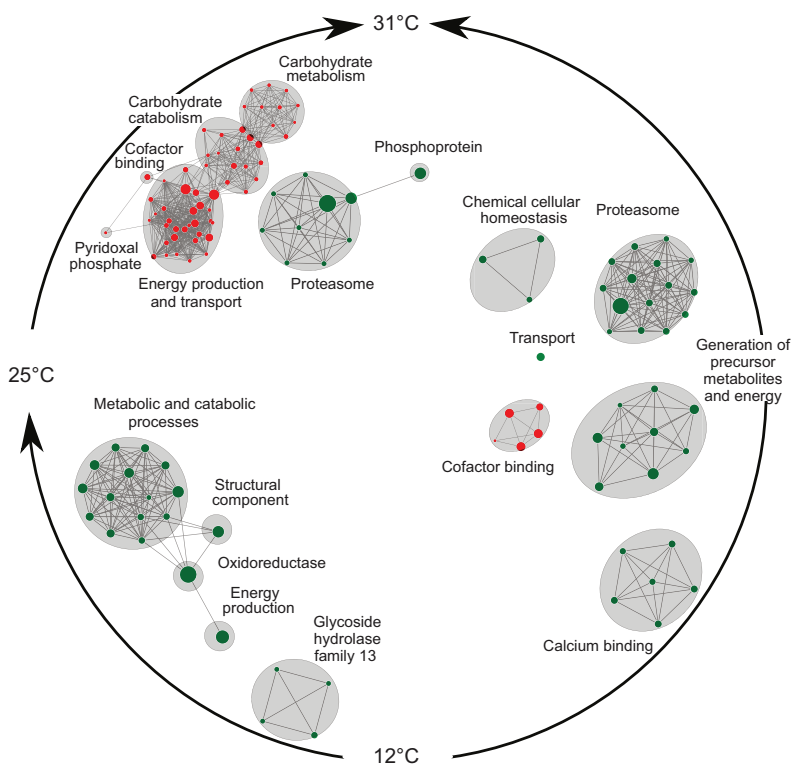 31°C
Carbohydrate
metabolism
Carbohydrate
catabolism
Cofactor
binding
Phosphoprotein
Pyridoxal
phosphate
Energy production
and transport
Proteasome
Chemical cellular
homeostasis
Proteasome
Transport
Generation of
precursor
metabolites
and energy
Cofactor binding
25°C
Metabolic and catabolic
processes
Structural
component
Oxidoreductase
Energy
production
Glycoside
hydrolase
family 13
Calcium binding
12°C